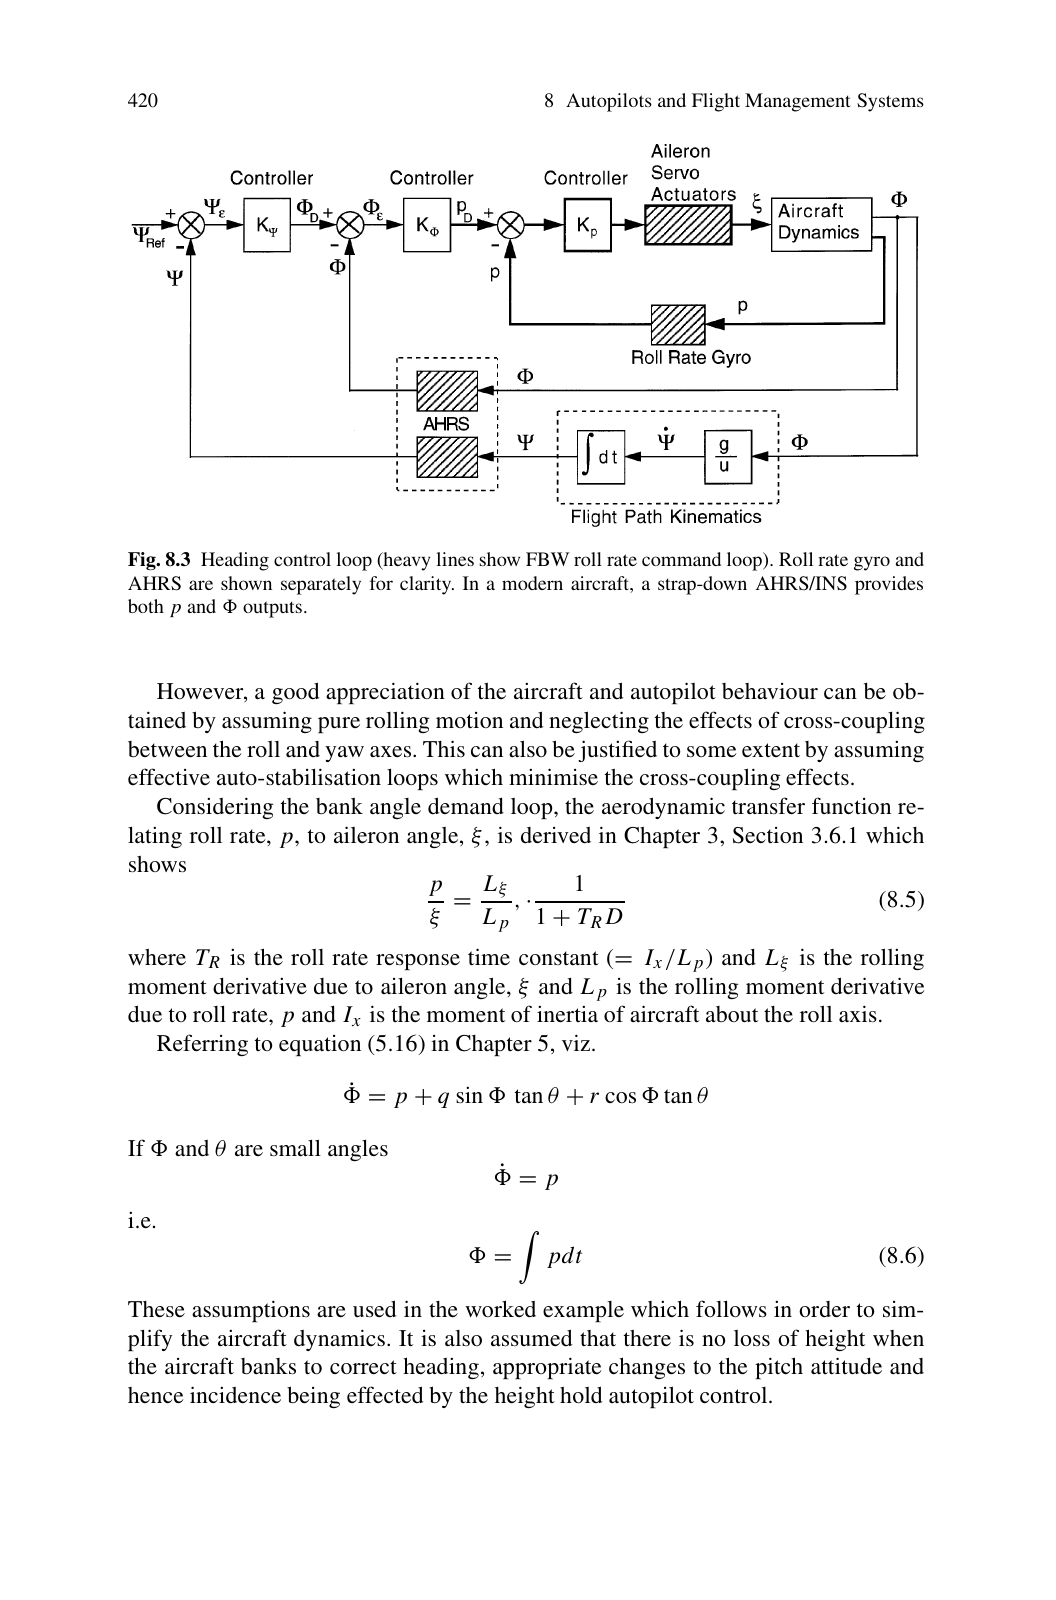 420
8 Autopilots and Flight Management Systems
Aileron
Servo
Actuators
Controller
Controller
Controller
+
Ψε
KΨ
ΦD
+
Φε
KΦ
pD
+
Kp
ξ
Aircraft
Dynamics
Φ
ΨRef
-
Ψ
-
Φ
-
p
p
Roll Rate Gyro
Φ
AHRS
Ψ
∫dt
Ψ̇
g/u
Φ
Flight Path Kinematics
Fig. 8.3 Heading control loop (heavy lines show FBW roll rate command loop). Roll rate gyro and
AHRS are shown separately for clarity. In a modern aircraft, a strap-down AHRS/INS provides
both p and Φ outputs.
However, a good appreciation of the aircraft and autopilot behaviour can be ob-
tained by assuming pure rolling motion and neglecting the effects of cross-coupling
between the roll and yaw axes. This can also be justified to some extent by assuming
effective auto-stabilisation loops which minimise the cross-coupling effects.
Considering the bank angle demand loop, the aerodynamic transfer function re-
lating roll rate, p, to aileron angle, ξ, is derived in Chapter 3, Section 3.6.1 which
shows
p/ξ = Lξ/Lp, · 1/(1 + TRD) (8.5)
where TR is the roll rate response time constant (= Ix/Lp) and Lξ is the rolling
moment derivative due to aileron angle, ξ and Lp is the rolling moment derivative
due to roll rate, p and Ix is the moment of inertia of aircraft about the roll axis.
Referring to equation (5.16) in Chapter 5, viz.
Φ̇ = p + q sin Φ tan θ + r cos Φ tan θ
If Φ and θ are small angles
Φ̇ = p
i.e.
Φ = ∫ pdt (8.6)
These assumptions are used in the worked example which follows in order to sim-
plify the aircraft dynamics. It is also assumed that there is no loss of height when
the aircraft banks to correct heading, appropriate changes to the pitch attitude and
hence incidence being effected by the height hold autopilot control.